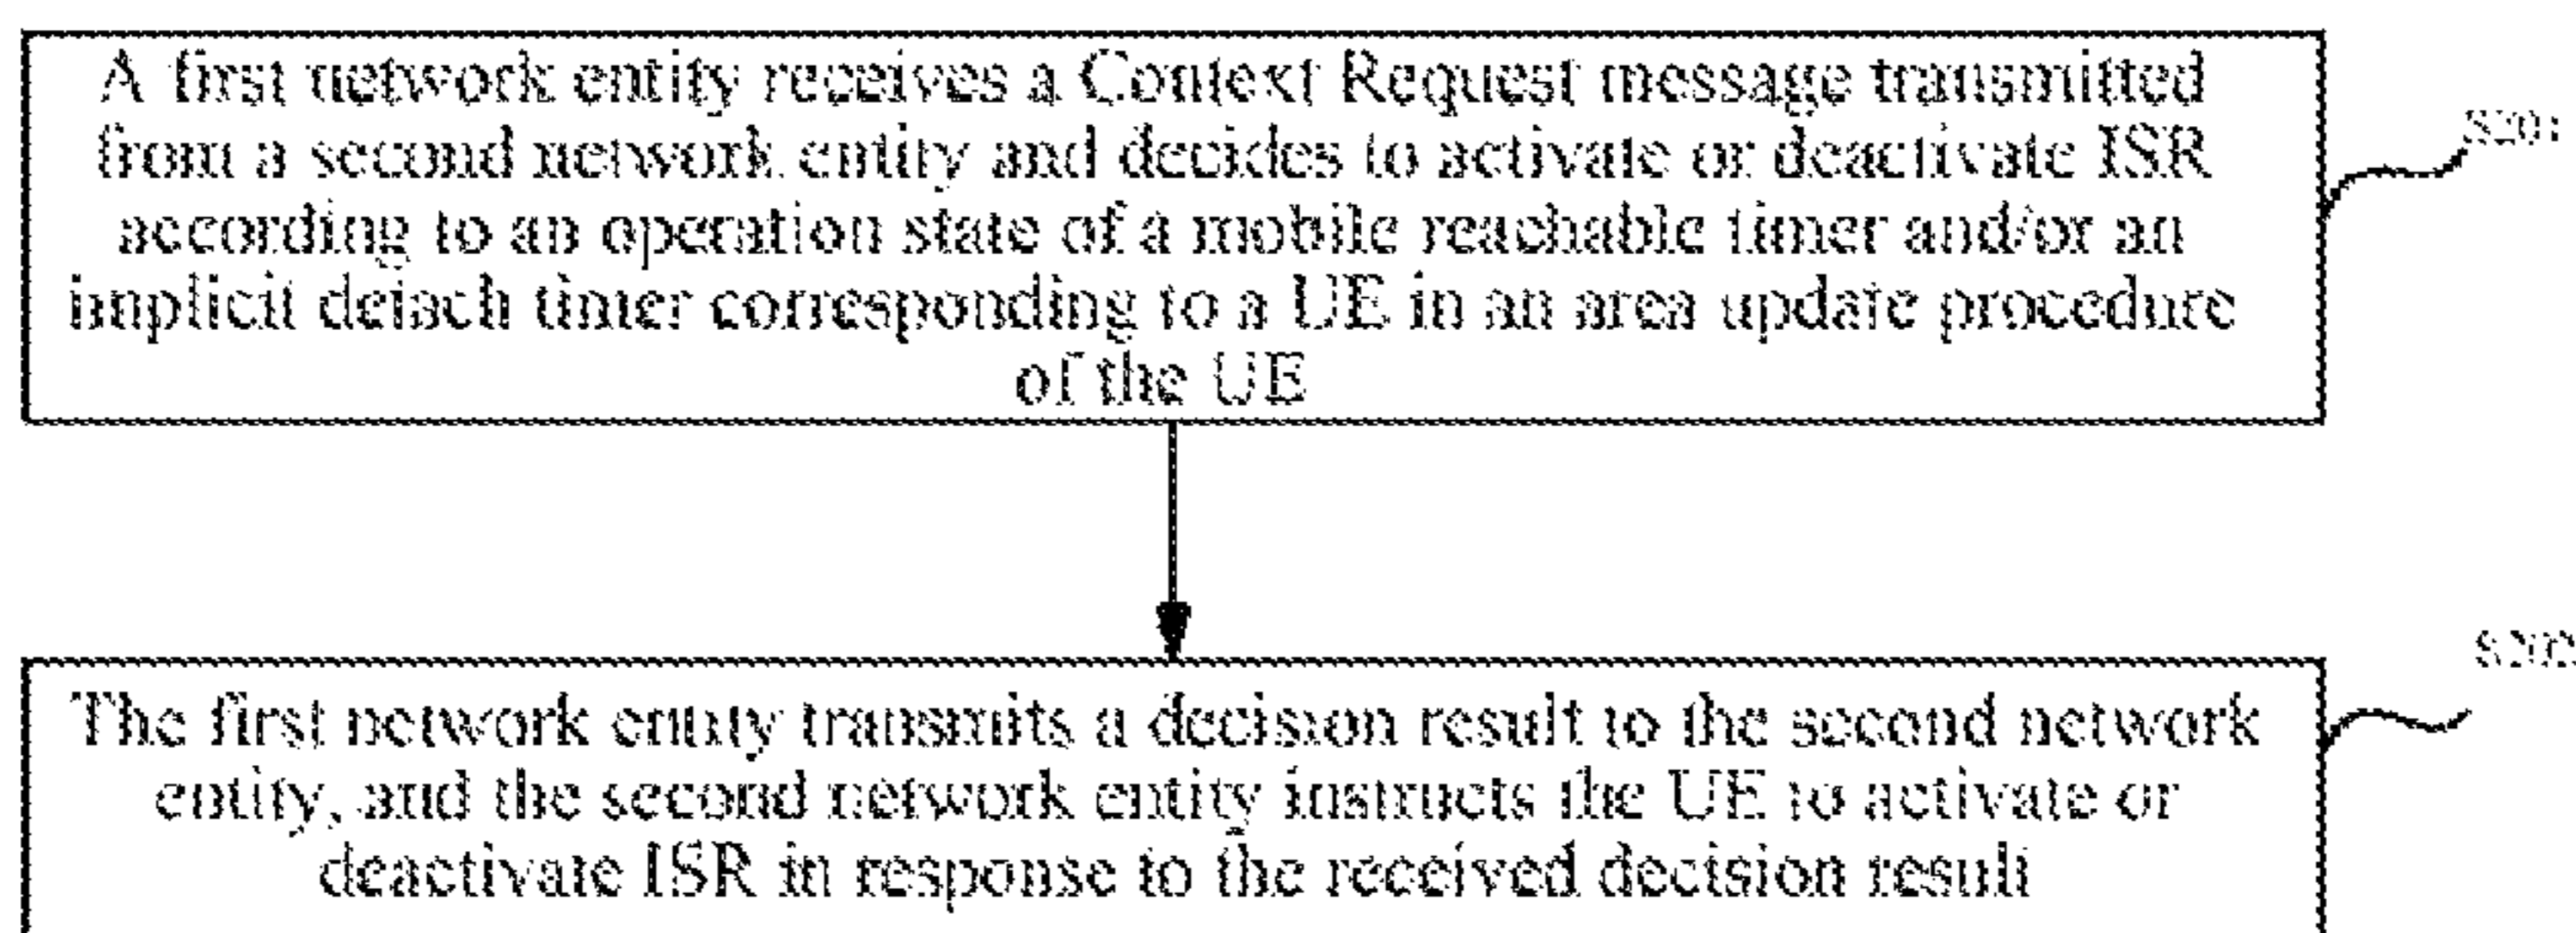 A first network entity receives a Context Request message transmitted
from a second network entity and decides to activate or deactivate ISR
according to an operation state of a mobile reachable timer and/or an
implicit detach timer corresponding to a UE in an area update procedure
of the UE
S201
The first network entity transmits a decision result to the second network
entity, and the second network entity instructs the UE to activate or
deactivate ISR in response to the received decision result